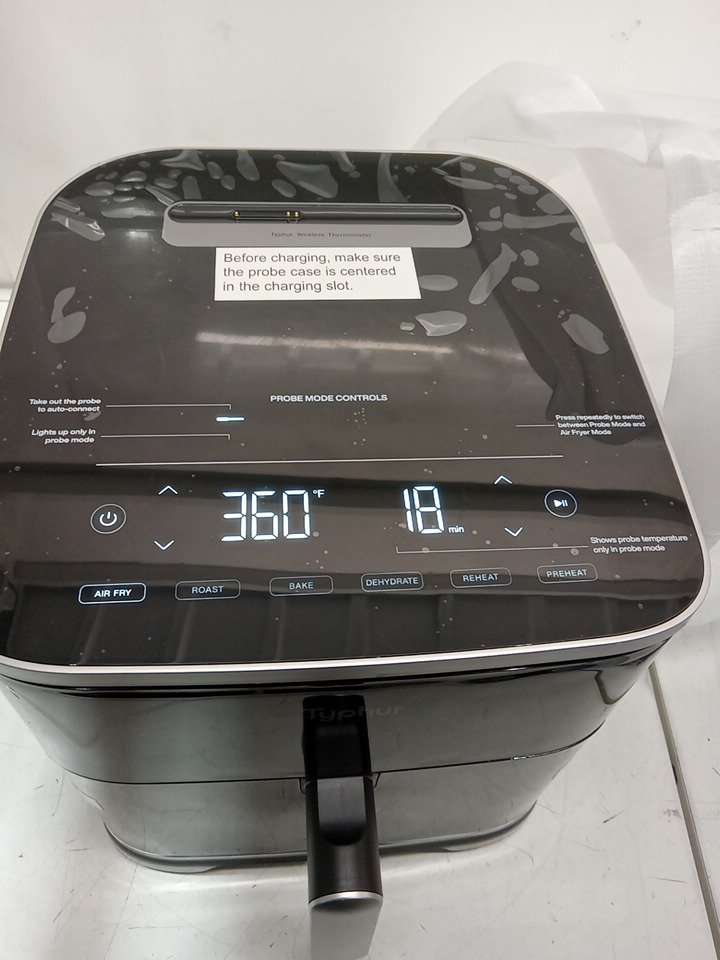 Typhur Wireless Thermometer
Before charging, make sure
the probe case is centered
in the charging slot.
PROBE MODE CONTROLS
Take out the probe
to auto-connect
Lights up only in
probe mode
Press repeatedly to switch
between Probe Mode and
Air Fryer Mode
360 °F
18 min
Shows probe temperature
only in probe mode
AIR FRY
ROAST
BAKE
DEHYDRATE
REHEAT
PREHEAT
Typhur